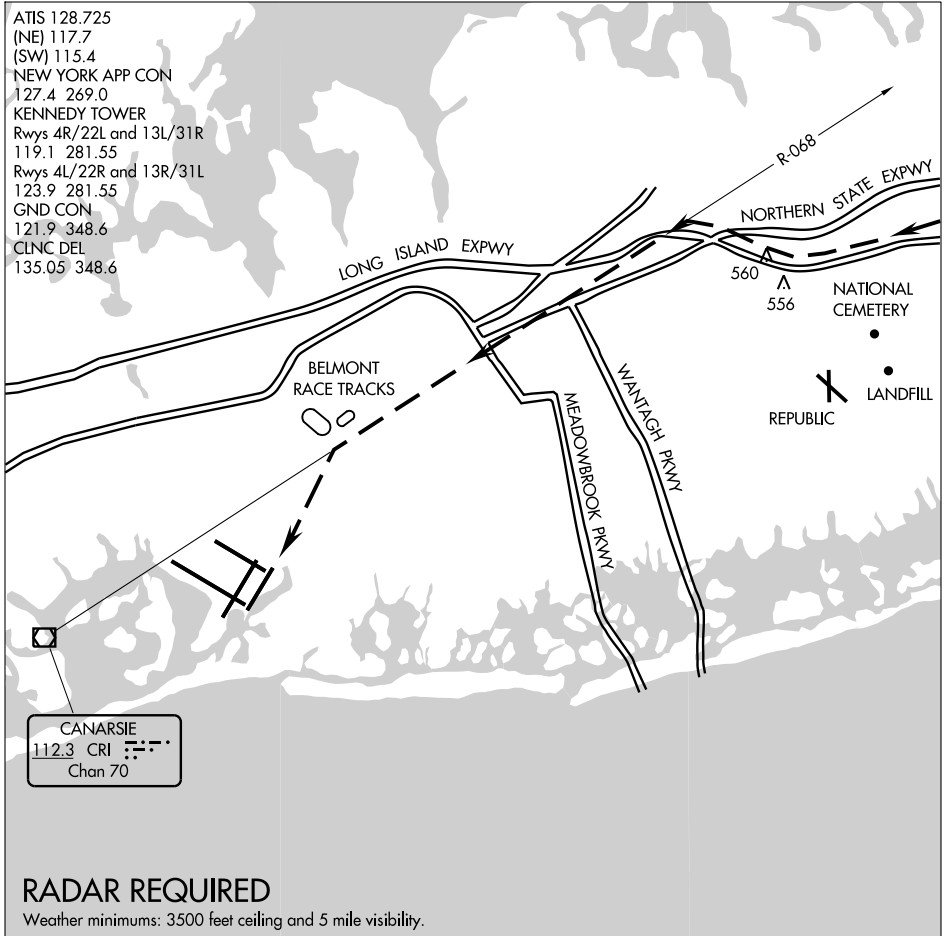 ATIS 128.725
(NE) 117.7
(SW) 115.4
NEW YORK APP CON
127.4 269.0
KENNEDY TOWER
Rwys 4R/22L and 13L/31R
119.1 281.55
Rwys 4L/22R and 13R/31L
123.9 281.55
GND CON
121.9 348.6
CLNC DEL
135.05 348.6
R-068
NORTHERN STATE EXPWY
LONG ISLAND EXPWY
560
556
NATIONAL
CEMETERY
LANDFILL
REPUBLIC
BELMONT
RACE TRACKS
WANTAGH PKWY
MEADOWBROOK PKWY
CANARSIE
112.3 CRI
Chan 70
RADAR REQUIRED
Weather minimums: 3500 feet ceiling and 5 mile visibility.